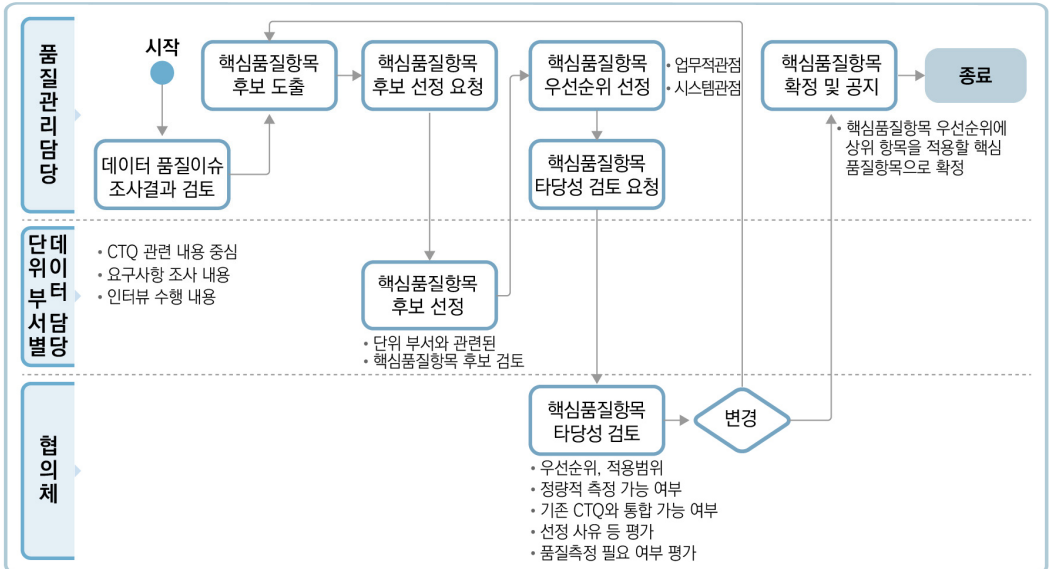 품질관리담당
시작
핵심품질항목
후보 도출
핵심품질항목
후보 선정 요청
핵심품질항목
우선순위 선정
• 업무적관점
• 시스템관점
핵심품질항목
확정 및 공지
종료
데이터 품질이슈
조사결과 검토
핵심품질항목
타당성 검토 요청
• 핵심품질항목 우선순위에
상위 항목을 적용할 핵심
품질항목으로 확정
단위 부서별
데이터 담당
• CTQ 관련 내용 중심
• 요구사항 조사 내용
• 인터뷰 수행 내용
핵심품질항목
후보 선정
• 단위 부서와 관련된
• 핵심품질항목 후보 검토
협의체
핵심품질항목
타당성 검토
변경
• 우선순위, 적용범위
• 정량적 측정 가능 여부
• 기존 CTQ와 통합 가능 여부
• 선정 사유 등 평가
• 품질측정 필요 여부 평가